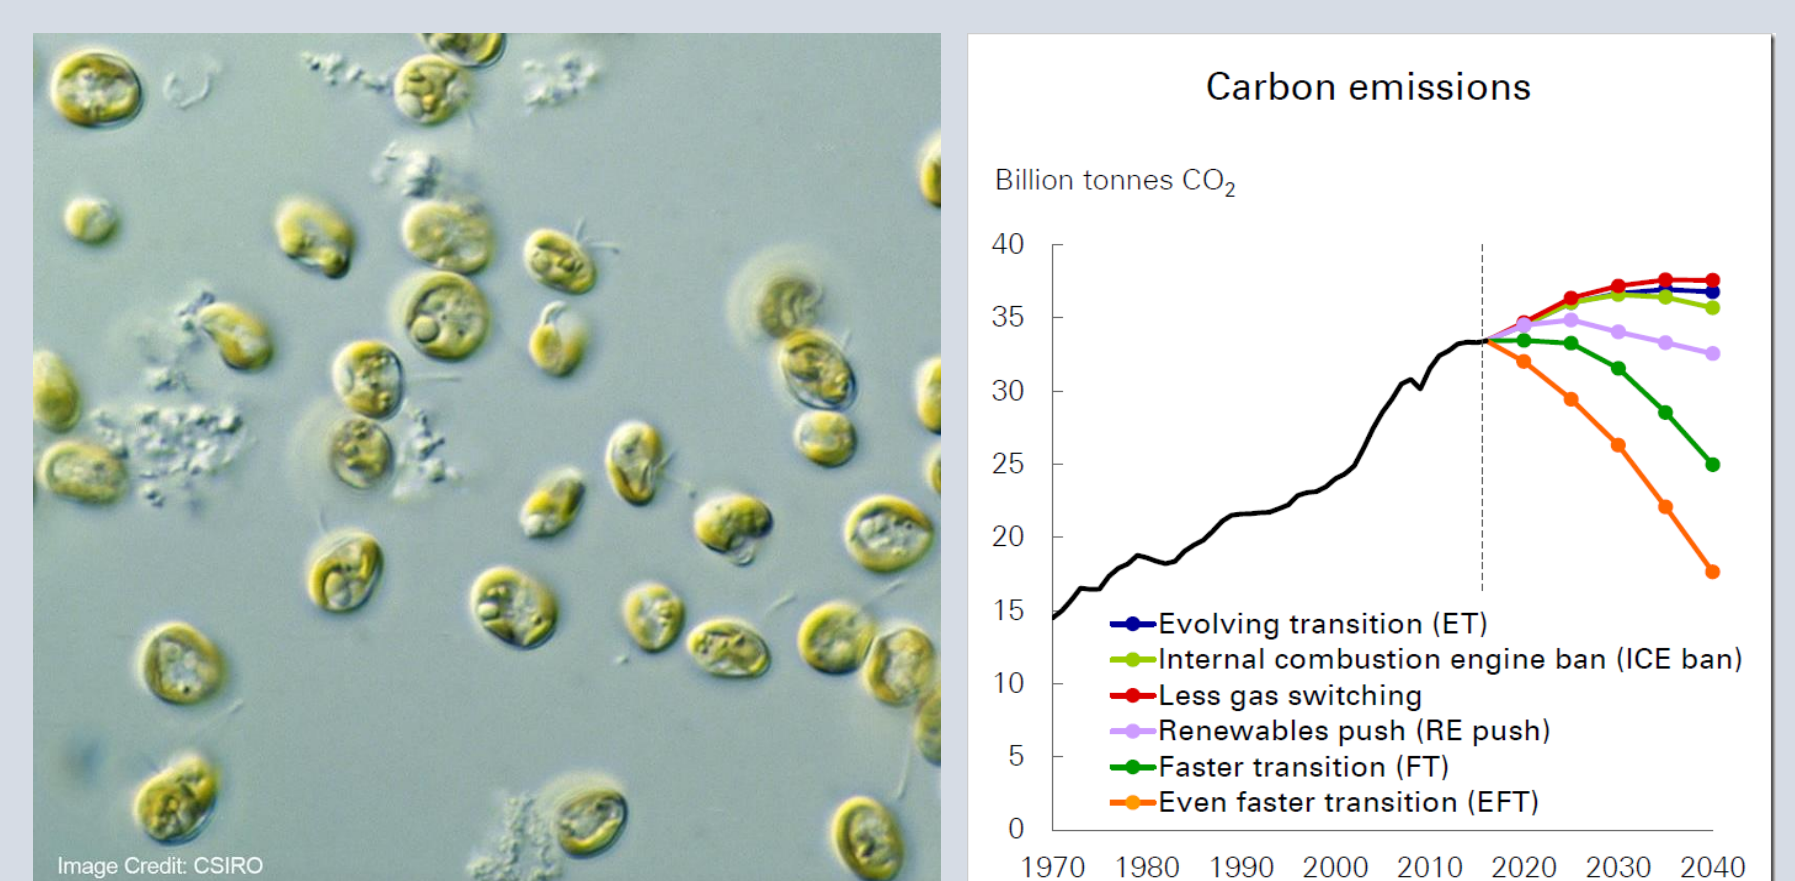 Image Credit: CSIRO
Carbon emissions
Billion tonnes CO₂
40
35
30
25
20
15
10
5
0
Evolving transition (ET)
Internal combustion engine ban (ICE ban)
Less gas switching
Renewables push (RE push)
Faster transition (FT)
Even faster transition (EFT)
1970 1980 1990 2000 2010 2020 2030 2040